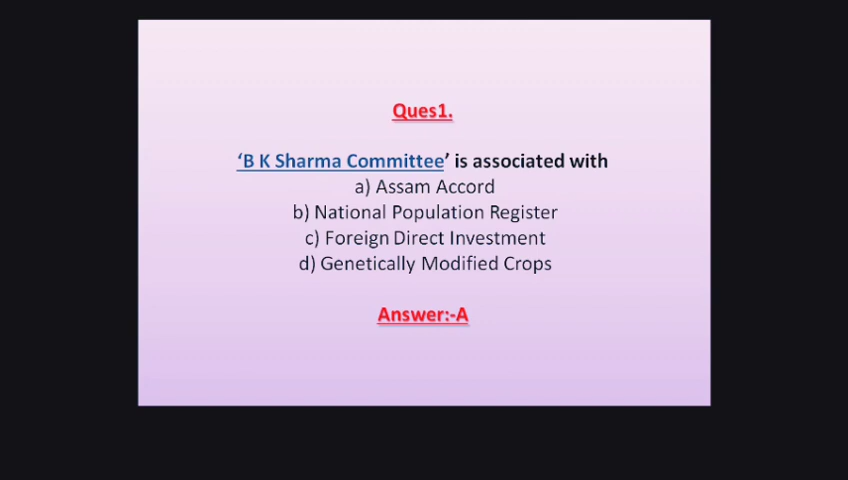 Ques1.
‘B K Sharma Committee’ is associated with
a) Assam Accord
b) National Population Register
c) Foreign Direct Investment
d) Genetically Modified Crops
Answer:-A